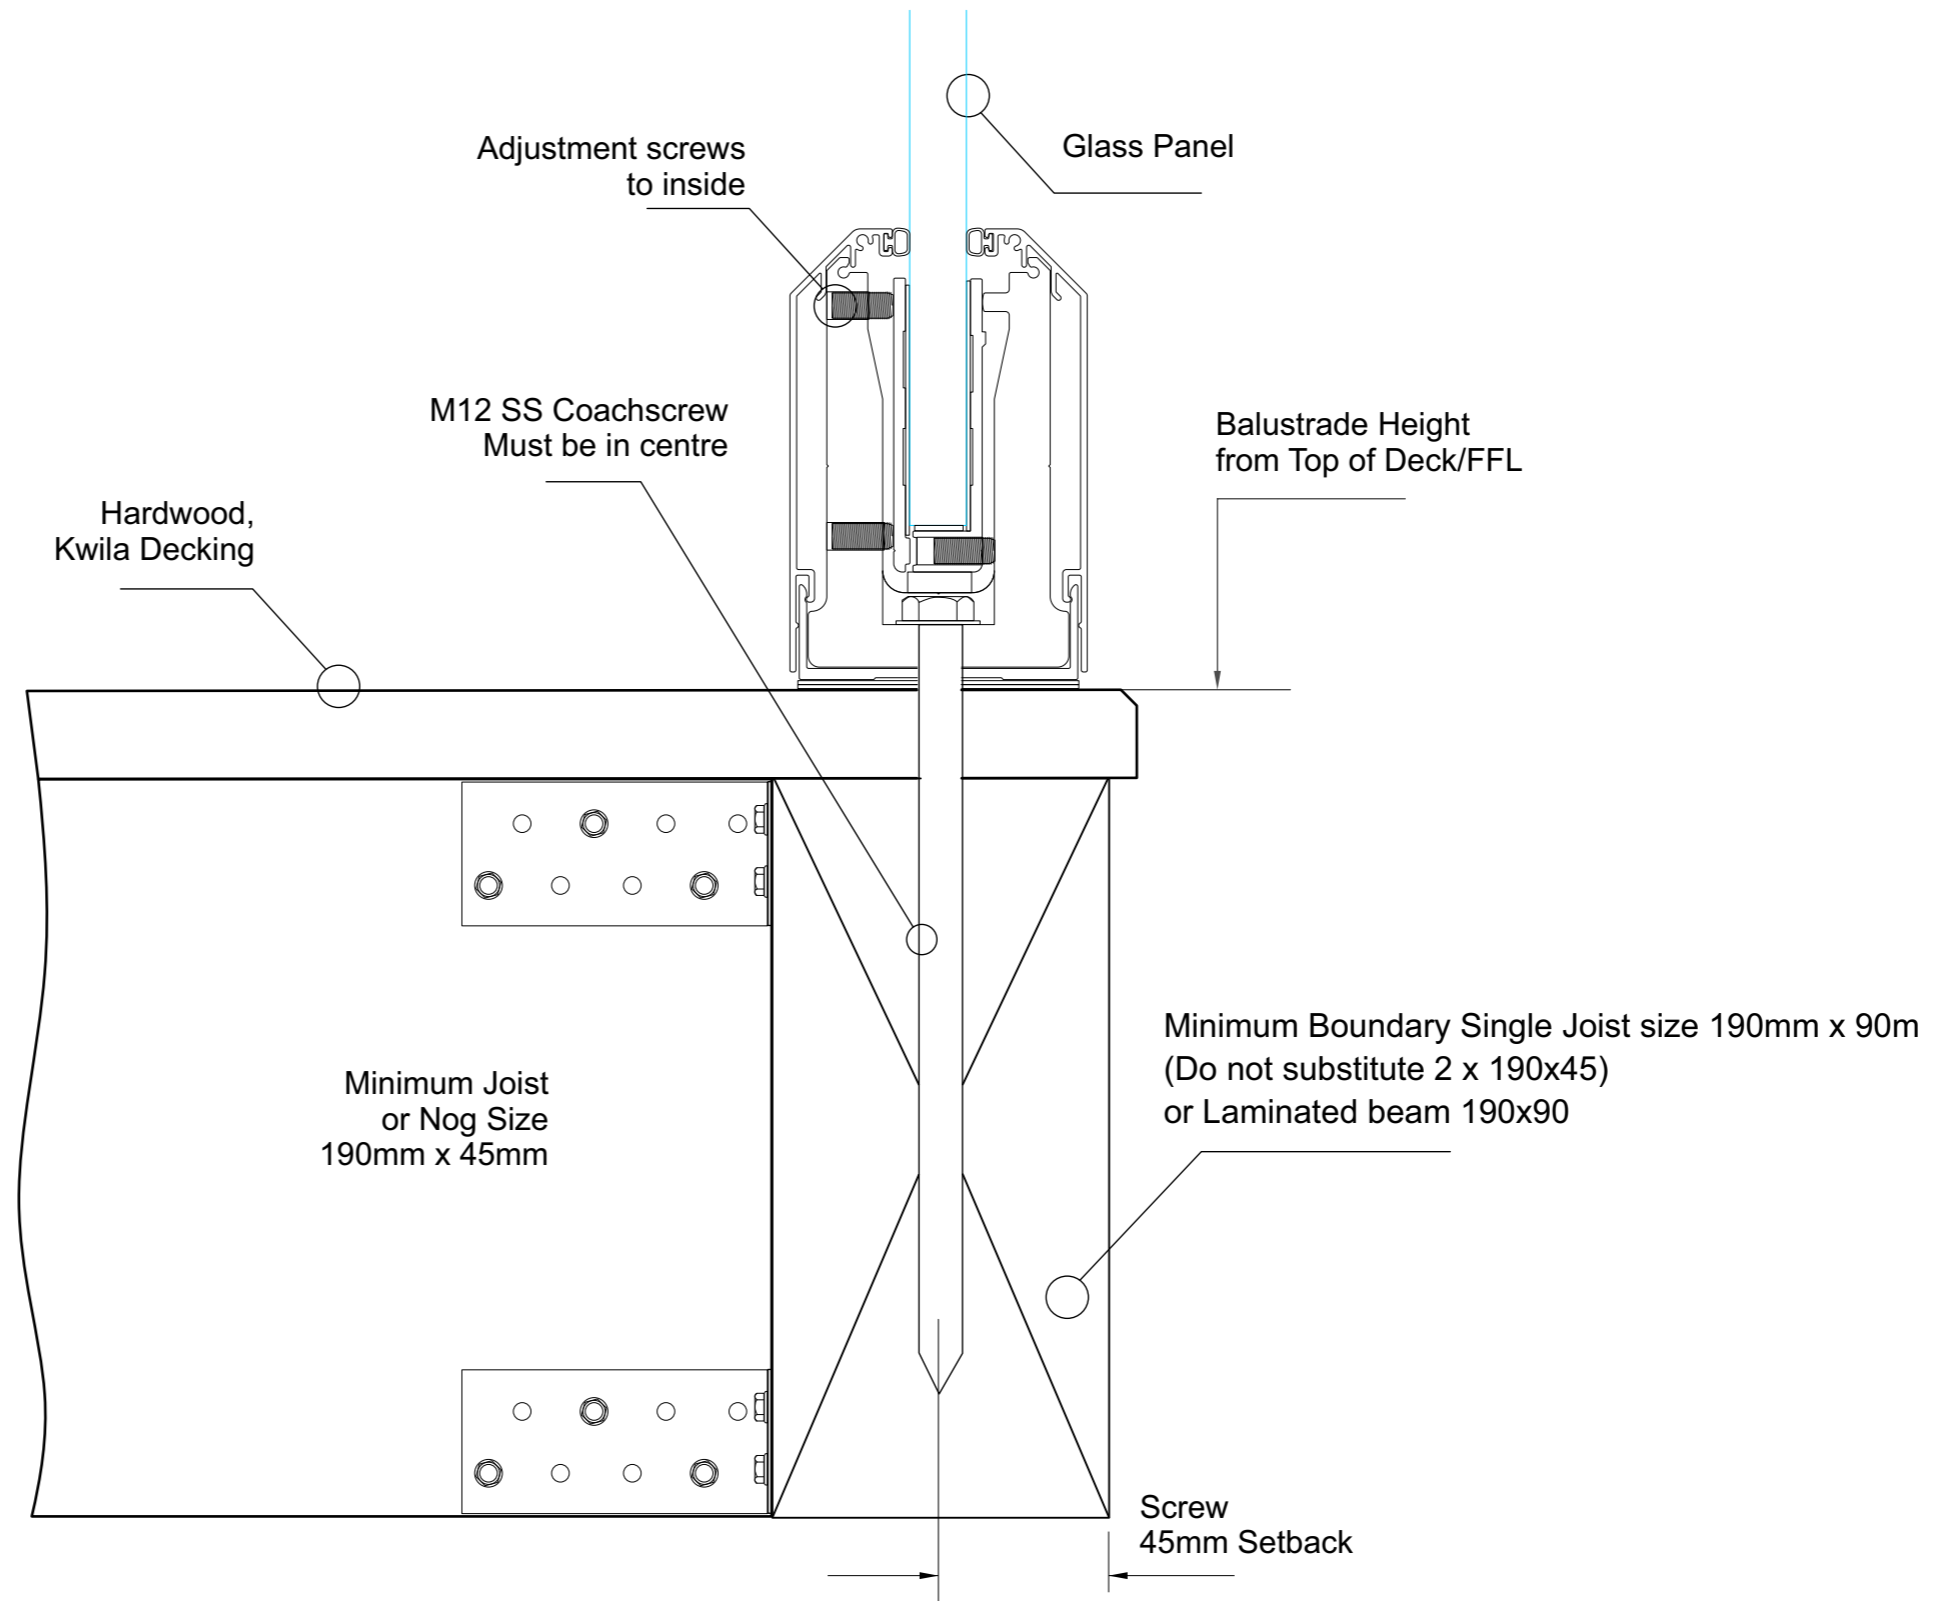 Glass Panel
Adjustment screws
to inside
M12 SS Coachscrew
Must be in centre
Balustrade Height
from Top of Deck/FFL
Hardwood,
Kwila Decking
Minimum Boundary Single Joist size 190mm x 90m
(Do not substitute 2 x 190x45)
or Laminated beam 190x90
Minimum Joist
or Nog Size
190mm x 45mm
Screw
45mm Setback